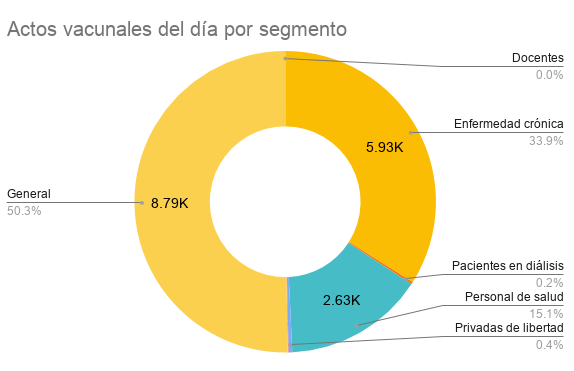 Actos vacunales del día por segmento
Docentes
0.0%
Enfermedad crónica
33.9%
5.93K
General
50.3%
8.79K
Pacientes en diálisis
0.2%
Personal de salud
15.1%
2.63K
Privadas de libertad
0.4%